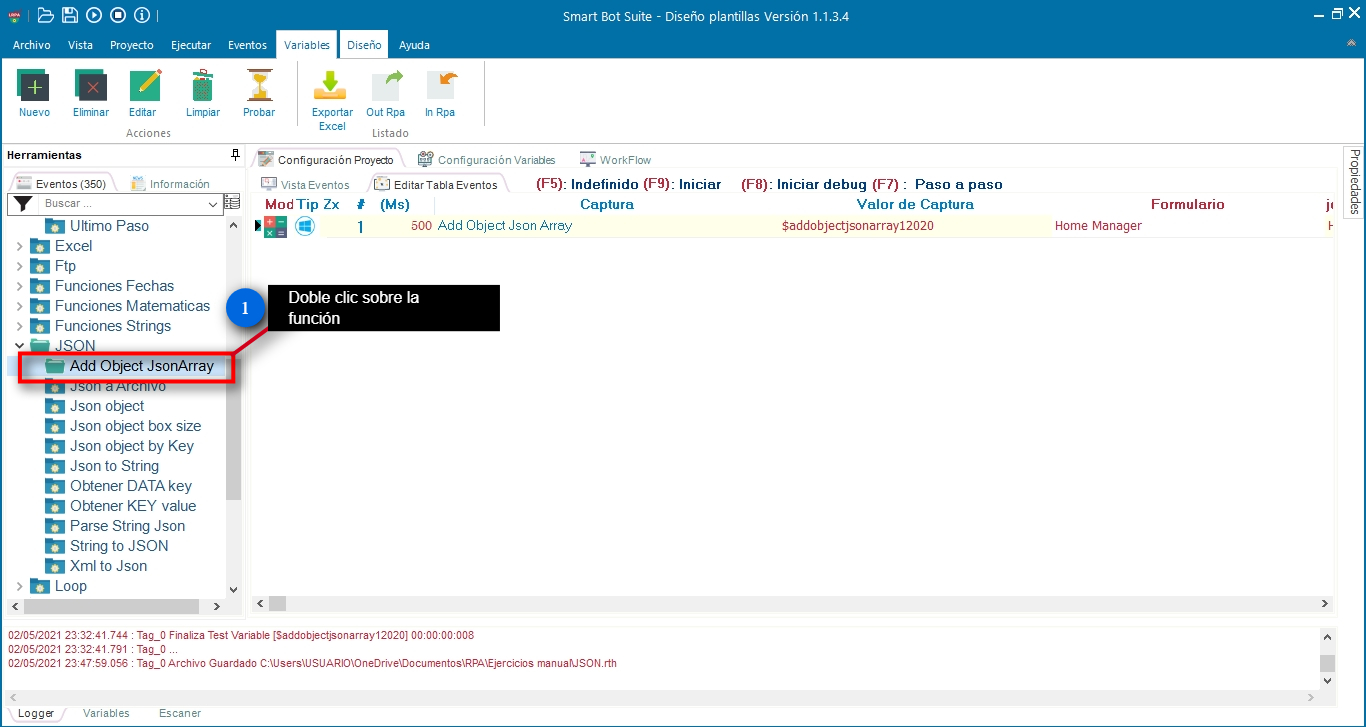 LRPA
Smart Bot Suite - Diseño plantillas Versión 1.1.3.4
Archivo Vista Proyecto Ejecutar Eventos Variables Diseño Ayuda
Nuevo Eliminar Editar Limpiar Probar Exportar Excel Out Rpa In Rpa
Acciones Listado
Herramientas
Configuración Proyecto Configuración Variables WorkFlow
Propiedades
Eventos (350) Información
Vista Eventos Editar Tabla Eventos (F5): Indefinido (F9): Iniciar (F8): Iniciar debug (F7) : Paso a paso
Buscar ...
Mod Tip Zx # (Ms) Captura Valor de Captura Formulario
1 500 Add Object Json Array $addobjectjsonarray12020 Home Manager
Ultimo Paso
Excel
Ftp
Funciones Fechas
Funciones Matematicas
Funciones Strings
JSON
Add Object JsonArray
Json a Archivo
Json object
Json object box size
Json object by Key
Json to String
Obtener DATA key
Obtener KEY value
Parse String Json
String to JSON
Xml to Json
Loop
1
Doble clic sobre la
función
02/05/2021 23:32:41.744 : Tag_0 Finaliza Test Variable [$addobjectjsonarray12020] 00:00:00:008
02/05/2021 23:32:41.791 : Tag_0 ...
02/05/2021 23:47:59.056 : Tag_0 Archivo Guardado C:\Users\USUARIO\OneDrive\Documentos\RPA\Ejercicios manual\JSON.rth
Logger Variables Escaner